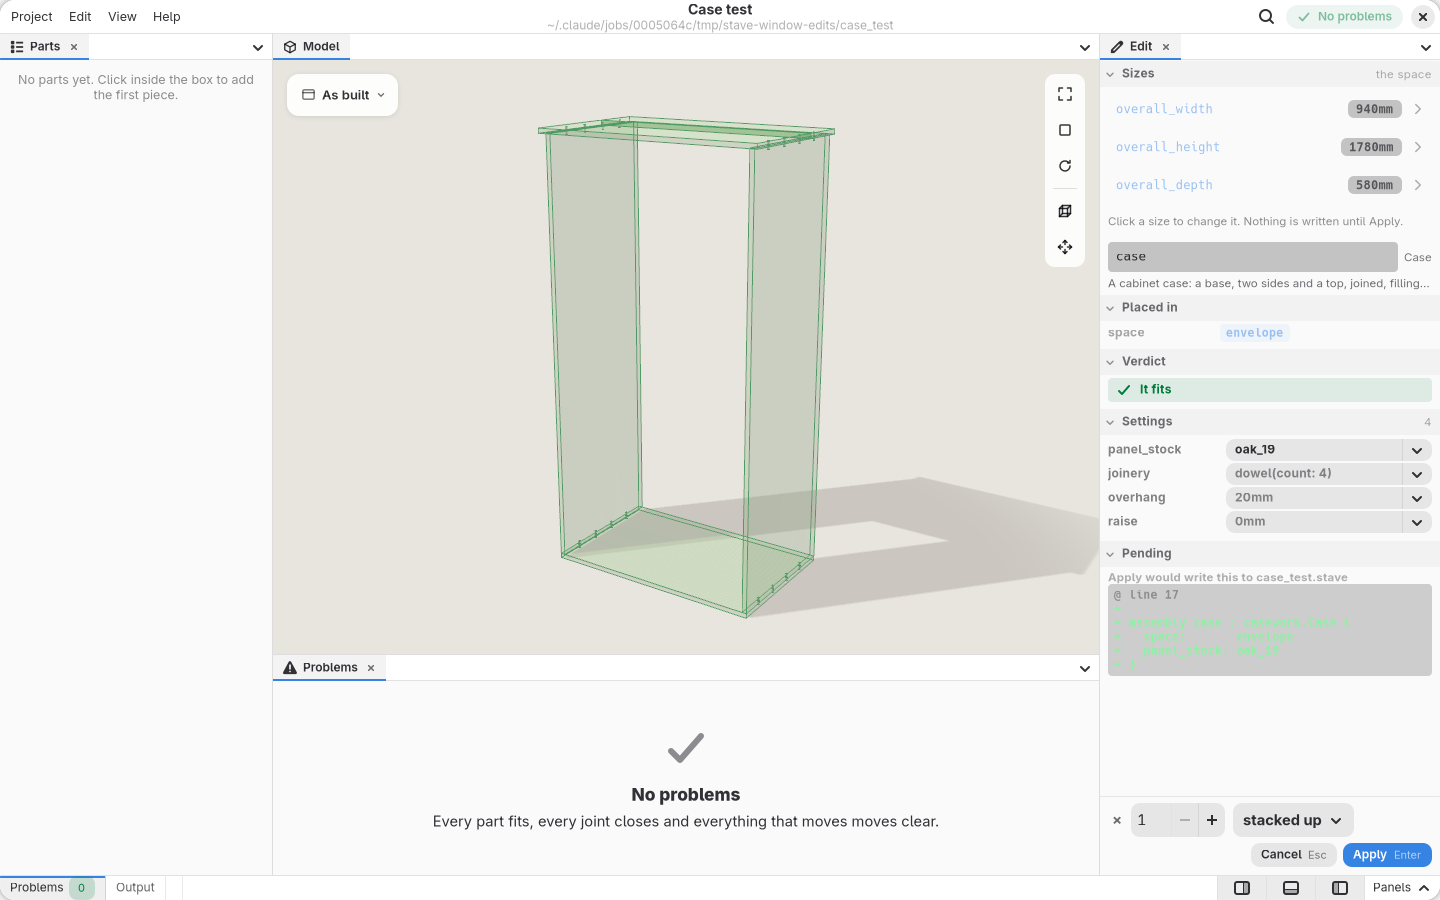 Project Edit View Help
Case test
~/.claude/jobs/0005064c/tmp/stave-window-edits/case_test
No problems
Parts
Model
Edit
No parts yet. Click inside the box to add
the first piece.
As built
Sizes the space
overall_width 940mm
overall_height 1780mm
overall_depth 580mm
Click a size to change it. Nothing is written until Apply.
case Case
A cabinet case: a base, two sides and a top, joined, filling...
Placed in
space envelope
Verdict
It fits
Settings 4
panel_stock oak_19
joinery dowel(count: 4)
overhang 20mm
raise 0mm
Pending
Apply would write this to case_test.stave
@ line 17
Problems
No problems
Every part fits, every joint closes and everything that moves moves clear.
1 stacked up
Cancel Esc Apply Enter
Problems 0 Output
Panels